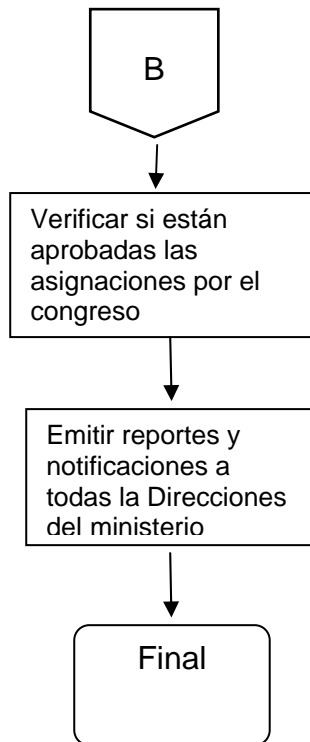 B
Verificar si están
aprobadas las
asignaciones por el
congreso
Emitir reportes y
notificaciones a
todas la Direcciones
del ministerio
Final